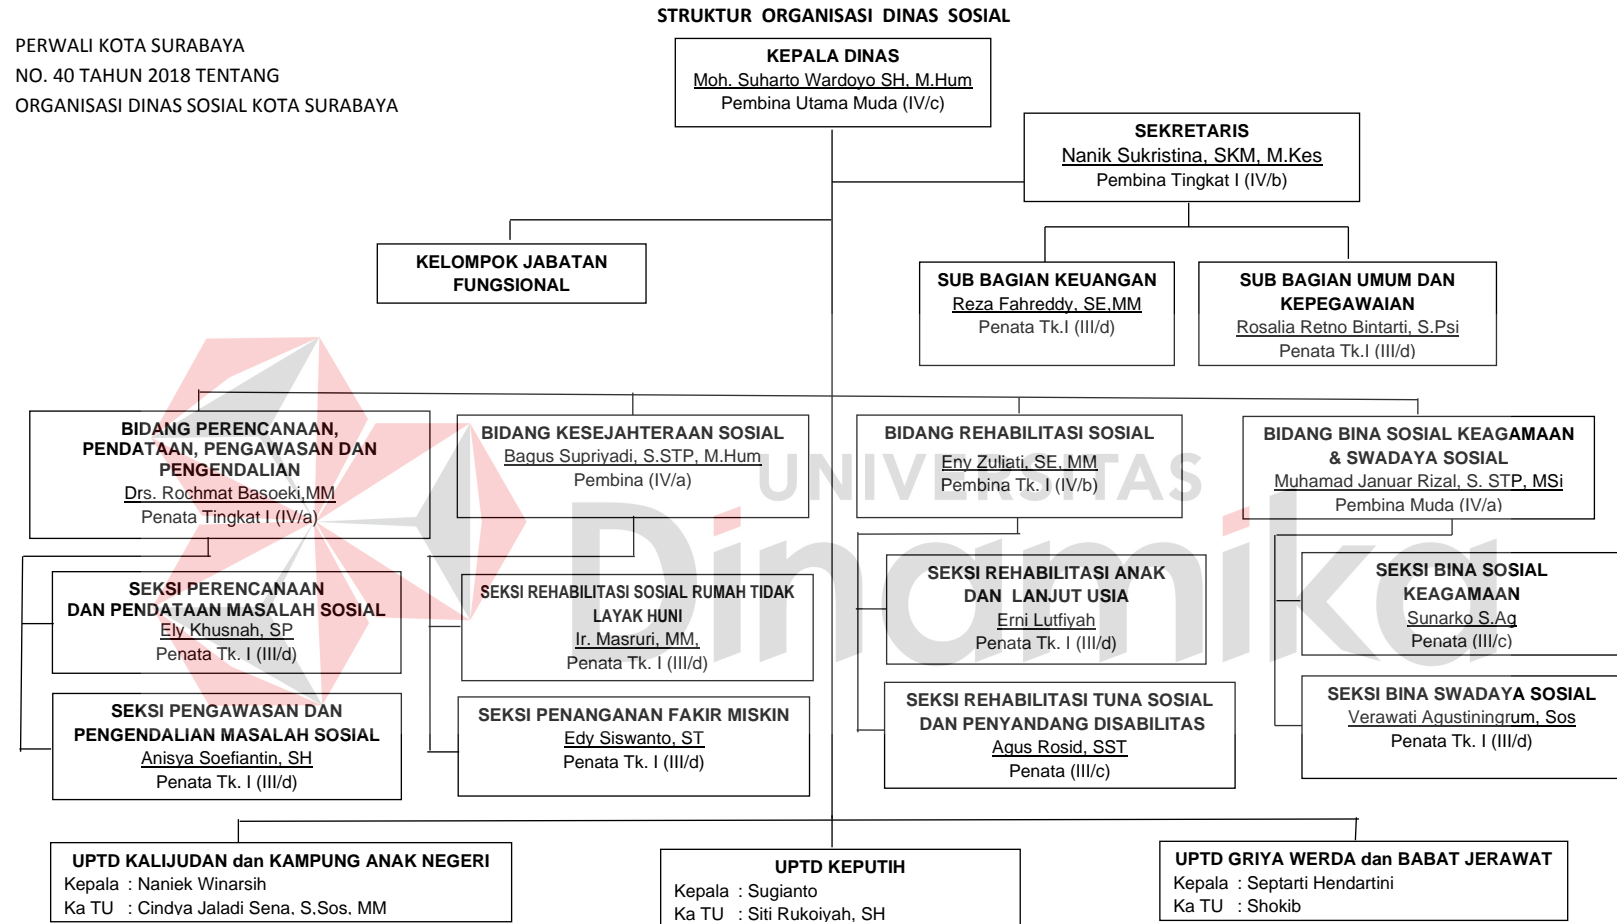 STRUKTUR ORGANISASI DINAS SOSIAL
PERWALI KOTA SURABAYA
NO. 40 TAHUN 2018 TENTANG
ORGANISASI DINAS SOSIAL KOTA SURABAYA
KEPALA DINAS
Moh. Suharto Wardoyo SH, M.Hum
Pembina Utama Muda (IV/c)
SEKRETARIS
Nanik Sukristina, SKM, M.Kes
Pembina Tingkat I (IV/b)
KELOMPOK JABATAN
FUNGSIONAL
SUB BAGIAN KEUANGAN
Reza Fahreddy, SE,MM
Penata Tk.I (III/d)
SUB BAGIAN UMUM DAN
KEPEGAWAIAN
Rosalia Retno Bintarti, S.Psi
Penata Tk.I (III/d)
BIDANG PERENCANAAN,
PENDATAAN, PENGAWASAN DAN
PENGENDALIAN
Drs. Rochmat Basoeki,MM
Penata Tingkat I (IV/a)
BIDANG KESEJAHTERAAN SOSIAL
Bagus Supriyadi, S.STP, M.Hum
Pembina (IV/a)
BIDANG REHABILITASI SOSIAL
Eny Zuliati, SE, MM
Pembina Tk. I (IV/b)
BIDANG BINA SOSIAL KEAGAMAAN
& SWADAYA SOSIAL
Muhamad Januar Rizal, S. STP, MSi
Pembina Muda (IV/a)
UNIVERSITAS
Dinamika
SEKSI PERENCANAAN
DAN PENDATAAN MASALAH SOSIAL
Ely Khusnah, SP
Penata Tk. I (III/d)
SEKSI REHABILITASI SOSIAL RUMAH TIDAK
LAYAK HUNI
Ir. Masruri, MM,
Penata Tk. I (III/d)
SEKSI REHABILITASI ANAK
DAN LANJUT USIA
Erni Lutfiyah
Penata Tk. I (III/d)
SEKSI BINA SOSIAL
KEAGAMAAN
Sunarko S.Ag
Penata (III/c)
SEKSI PENGAWASAN DAN
PENGENDALIAN MASALAH SOSIAL
Anisya Soefiantin, SH
Penata Tk. I (III/d)
SEKSI PENANGANAN FAKIR MISKIN
Edy Siswanto, ST
Penata Tk. I (III/d)
SEKSI REHABILITASI TUNA SOSIAL
DAN PENYANDANG DISABILITAS
Agus Rosid, SST
Penata (III/c)
SEKSI BINA SWADAYA SOSIAL
Verawati Agustiningrum, Sos
Penata Tk. I (III/d)
UPTD KALIJUDAN dan KAMPUNG ANAK NEGERI
Kepala : Naniek Winarsih
Ka TU : Cindya Jaladi Sena, S.Sos, MM
UPTD KEPUTIH
Kepala : Sugianto
Ka TU : Siti Rukoiyah, SH
UPTD GRIYA WERDA dan BABAT JERAWAT
Kepala : Septarti Hendartini
Ka TU : Shokib